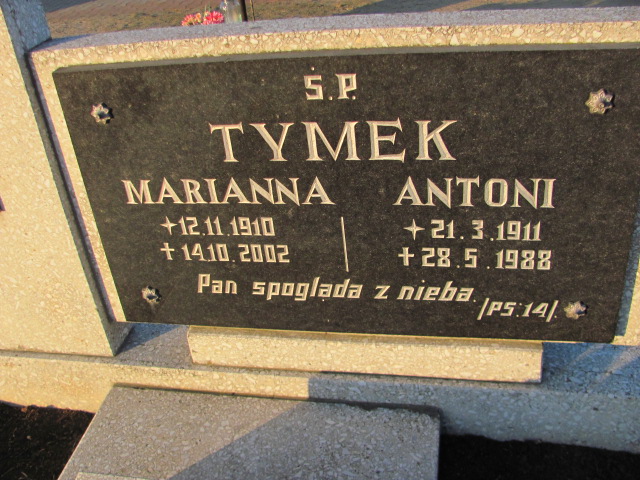 Ś.P.
TYMEK
MARIANNA ANTONI
12.11.1910 21.3.1911
14.10.2002 28.5.1988
Pan spogląda z nieba.
/PS.14/.